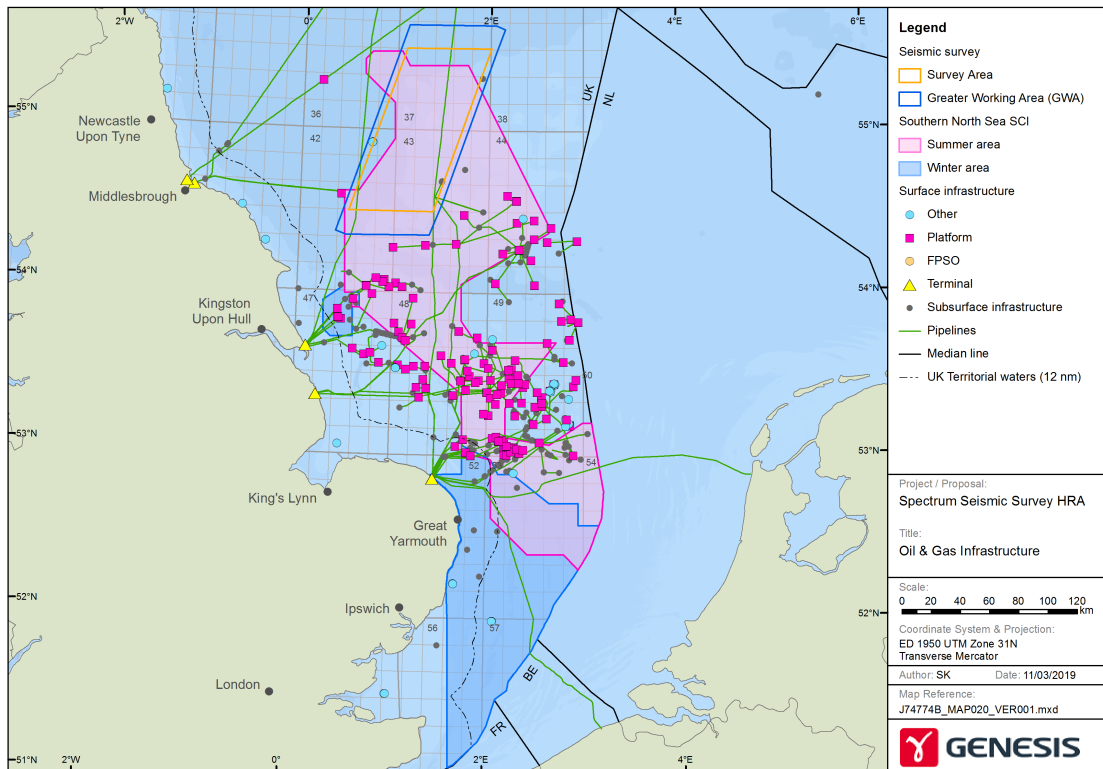 2°W
0°
2°E
4°E
6°E
55°N
55°N
Newcastle
Upon Tyne
36
42
37
43
38
44
UK
NL
Middlesbrough
54°N
54°N
47
48
49
Kingston
Upon Hull
50
53°N
53°N
52
54
King's Lynn
Great
Yarmouth
52°N
52°N
Ipswich
56
57
London
BE
FR
51°N
2°W
0°
2°E
4°E
Legend
Seismic survey
Survey Area
Greater Working Area (GWA)
Southern North Sea SCI
Summer area
Winter area
Surface infrastructure
Other
Platform
FPSO
Terminal
Subsurface infrastructure
Pipelines
Median line
UK Territorial waters (12 nm)
Project / Proposal:
Spectrum Seismic Survey HRA
Title:
Oil & Gas Infrastructure
Scale:
0 20 40 60 80 100 120
km
Coordinate System & Projection:
ED 1950 UTM Zone 31N
Transverse Mercator
Author: SK Date: 11/03/2019
Map Reference:
J74774B_MAP020_VER001.mxd
GENESIS